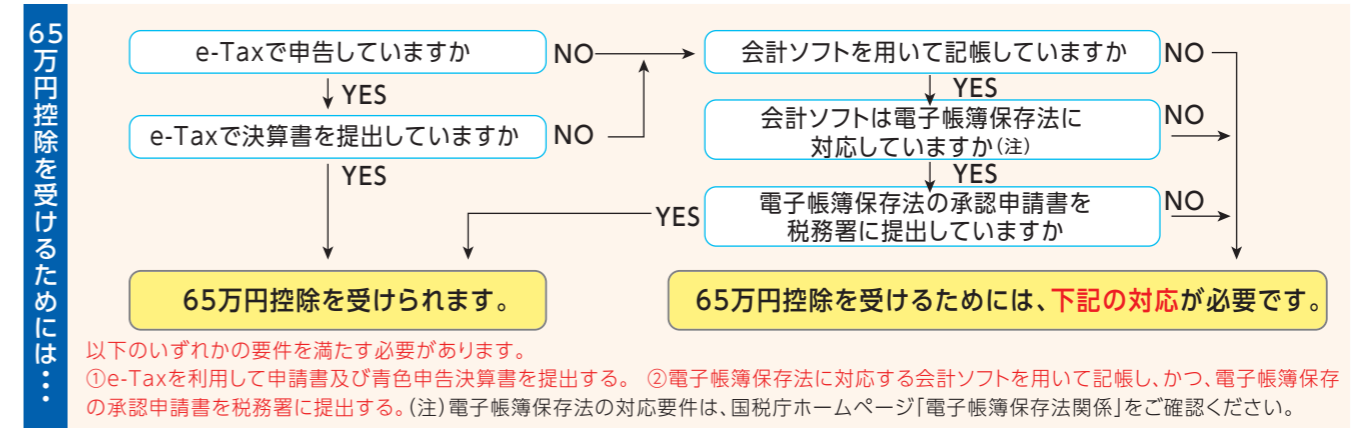 65万円控除を受けるためには…
e-Taxで申告していますか
NO
会計ソフトを用いて記帳していますか
NO
YES
YES
e-Taxで決算書を提出していますか
NO
会計ソフトは電子帳簿保存法に
対応していますか(注)
NO
YES
YES
電子帳簿保存法の承認申請書を
税務署に提出していますか
NO
YES
65万円控除を受けられます。
65万円控除を受けるためには、下記の対応が必要です。
以下のいずれかの要件を満たす必要があります。
①e-Taxを利用して申請書及び青色申告決算書を提出する。 ②電子帳簿保存法に対応する会計ソフトを用いて記帳し、かつ、電子帳簿保存
の承認申請書を税務署に提出する。(注)電子帳簿保存法の対応要件は、国税庁ホームページ「電子帳簿保存法関係」をご確認ください。